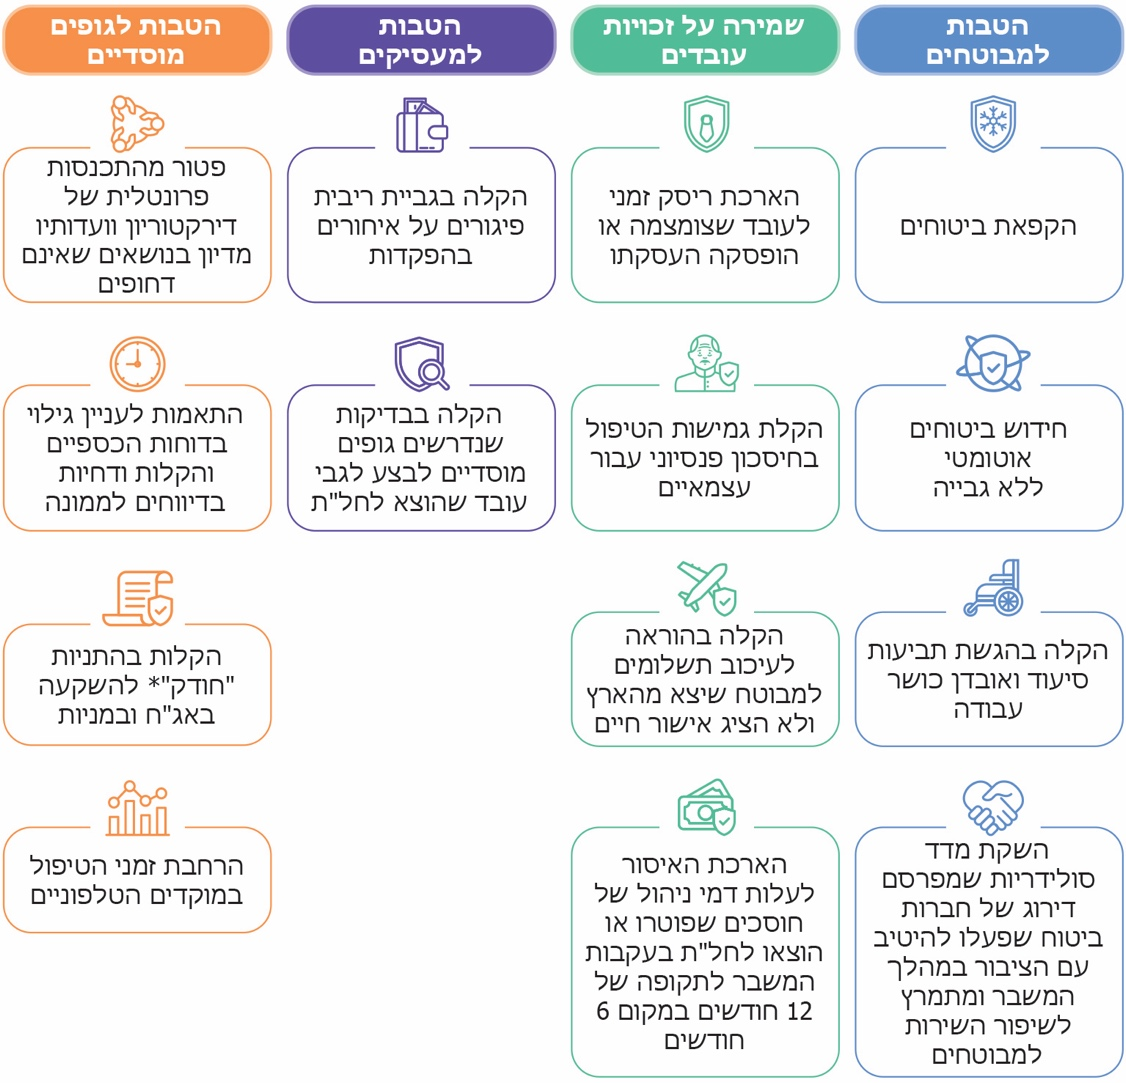 הטבות
למבוטחים
הקפאת ביטוחים
חידוש ביטוחים
אוטומטי
ללא גבייה
הקלה בהגשת תביעות
סיעוד ואובדן כושר
עבודה
השקת מדד
סולידריות שמפרסם
דירוג של חברות
ביטוח שפעלו להיטיב
עם הציבור במהלך
המשבר ומתמרץ
לשיפור השירות
למבוטחים
שמירה על זכויות
עובדים
הארכת ריסק זמני
לעובד שצומצמה או
הופסקה העסקתו
הקלת גמישות הטיפול
בחיסכון פנסיוני עבור
עצמאיים
הקלה בהוראה
לעיכוב תשלומים
למבוטח שיצא מהארץ
ולא הציג אישור חיים
הארכת האיסור
לעלות דמי ניהול של
חוסכים שפוטרו או
הוצאו לחל"ת בעקבות
המשבר לתקופה של
12 חודשים במקום 6
חודשים
הטבות
למעסיקים
הקלה בגביית ריבית
פיגורים על איחורים
בהפקדות
הקלה בבדיקות
שנדרשים גופים
מוסדיים לבצע לגבי
עובד שהוצא לחל"ת
הטבות לגופים
מוסדיים
פטור מהתכנסות
פרונטלית של
דירקטוריון וועדותיו
מדיון בנושאים שאינם
דחופים
התאמות לעניין גילוי
בדוחות הכספיים
והקלות ודחיות
בדיווחים לממונה
הקלות בהתניות
"חודק"* להשקעה
באג"ח ובמניות
הרחבת זמני הטיפול
במוקדים הטלפוניים